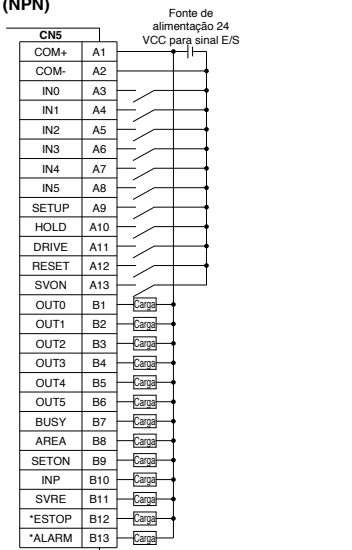 (NPN)
Fonte de
alimentação 24
VCC para sinal E/S
CN5
COM+ A1
COM- A2
IN0 A3
IN1 A4
IN2 A5
IN3 A6
IN4 A7
IN5 A8
SETUP A9
HOLD A10
DRIVE A11
RESET A12
SVON A13
OUT0 B1 Carga
OUT1 B2 Carga
OUT2 B3 Carga
OUT3 B4 Carga
OUT4 B5 Carga
OUT5 B6 Carga
BUSY B7 Carga
AREA B8 Carga
SETON B9 Carga
INP B10 Carga
SVRE B11 Carga
*ESTOP B12 Carga
*ALARM B13 Carga